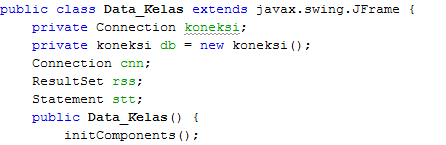 public class Data_Kelas extends javax.swing.JFrame {
private Connection koneksi;
private koneksi db = new koneksi();
Connection cnn;
ResultSet rss;
Statement stt;
public Data_Kelas() {
initComponents();